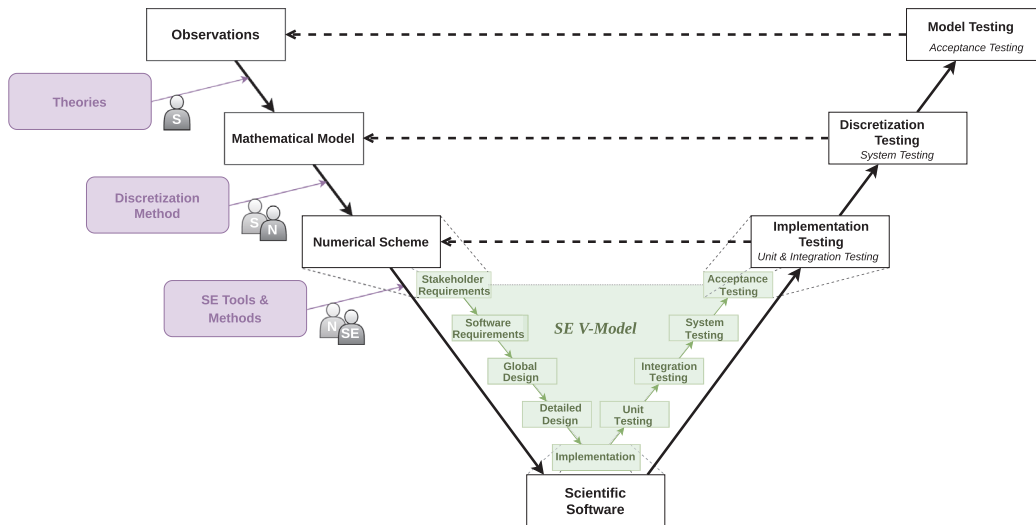 Observations
Model Testing
Acceptance Testing
Theories
S
Mathematical Model
Discretization
Testing
System Testing
Discretization
Method
S
N
Numerical Scheme
Implementation
Testing
Unit & Integration Testing
SE Tools &
Methods
N
SE
Stakeholder
Requirements
Acceptance
Testing
Software
Requirements
SE V-Model
System
Testing
Global
Design
Integration
Testing
Detailed
Design
Unit
Testing
Implementation
Scientific
Software